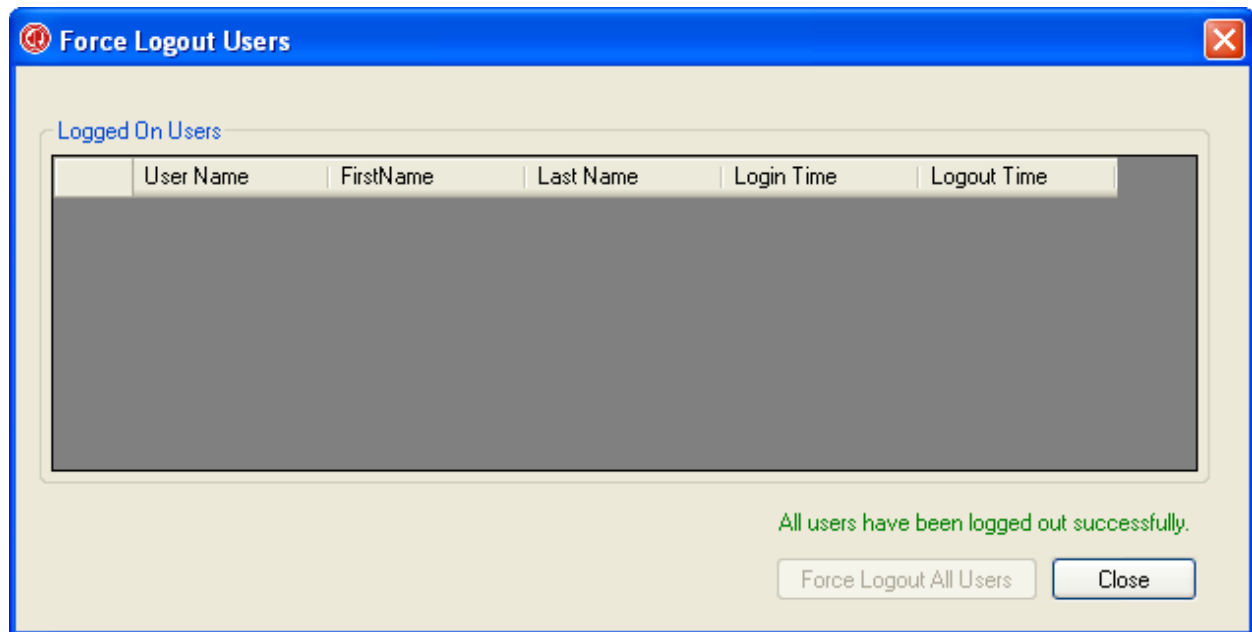 Force Logout Users
Logged On Users
User Name FirstName Last Name Login Time Logout Time
All users have been logged out successfully.
Force Logout All Users Close